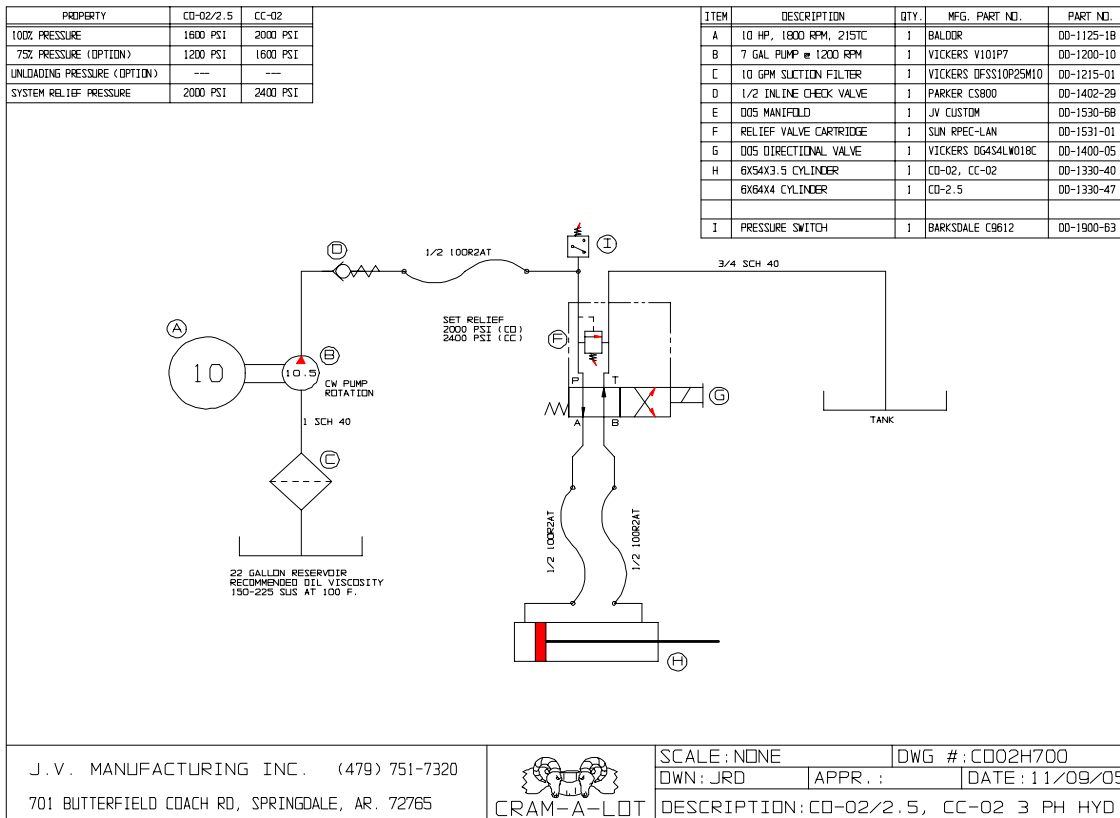 PROPERTY CD-02/2.5 CC-02
100% PRESSURE 1600 PSI 2000 PSI
75% PRESSURE (OPTION) 1200 PSI 1600 PSI
UNLOADING PRESSURE (OPTION) --- ---
SYSTEM RELIEF PRESSURE 2000 PSI 2400 PSI
ITEM DESCRIPTION QTY. MFG. PART NO. PART NO.
A 10 HP, 1800 RPM, 215TC 1 BALDOR DD-1125-18
B 7 GAL PUMP @ 1200 RPM 1 VICKERS V101P7 DD-1200-10
C 10 GPM SUCTION FILTER 1 VICKERS OFSS10P25M10 DD-1215-01
D 1/2 INLINE CHECK VALVE 1 PARKER CS800 DD-1402-29
E D05 MANIFOLD 1 JV CUSTOM DD-1530-68
F RELIEF VALVE CARTRIDGE 1 SUN RPEC-LAN DD-1531-01
G D05 DIRECTIONAL VALVE 1 VICKERS DG4S4LW018C DD-1400-05
H 6X54X3.5 CYLINDER 1 CD-02, CC-02 DD-1330-40
6X64X4 CYLINDER 1 CD-2.5 DD-1330-47
I PRESSURE SWITCH 1 BARKSDALE C9612 DD-1900-63
D
1/2 100R2AT
I
3/4 SCH 40
SET RELIEF
2000 PSI (CD)
2400 PSI (CC)
F
A
10
B
10.5
CW PUMP
ROTATION
P T
A B
G
TANK
1 SCH 40
C
1/2 100R2AT
1/2 100R2AT
22 GALLON RESERVOIR
RECOMMENDED OIL VISCOSITY
150-225 SUS AT 100 F.
H
J.V. MANUFACTURING INC. (479) 751-7320
701 BUTTERFIELD COACH RD, SPRINGDALE, AR. 72765
CRAM-A-LOT
SCALE: NONE DWG #: CD02H700
DWN: JRD APPR.: DATE: 11/09/05
DESCRIPTION: CD-02/2.5, CC-02 3 PH HYD